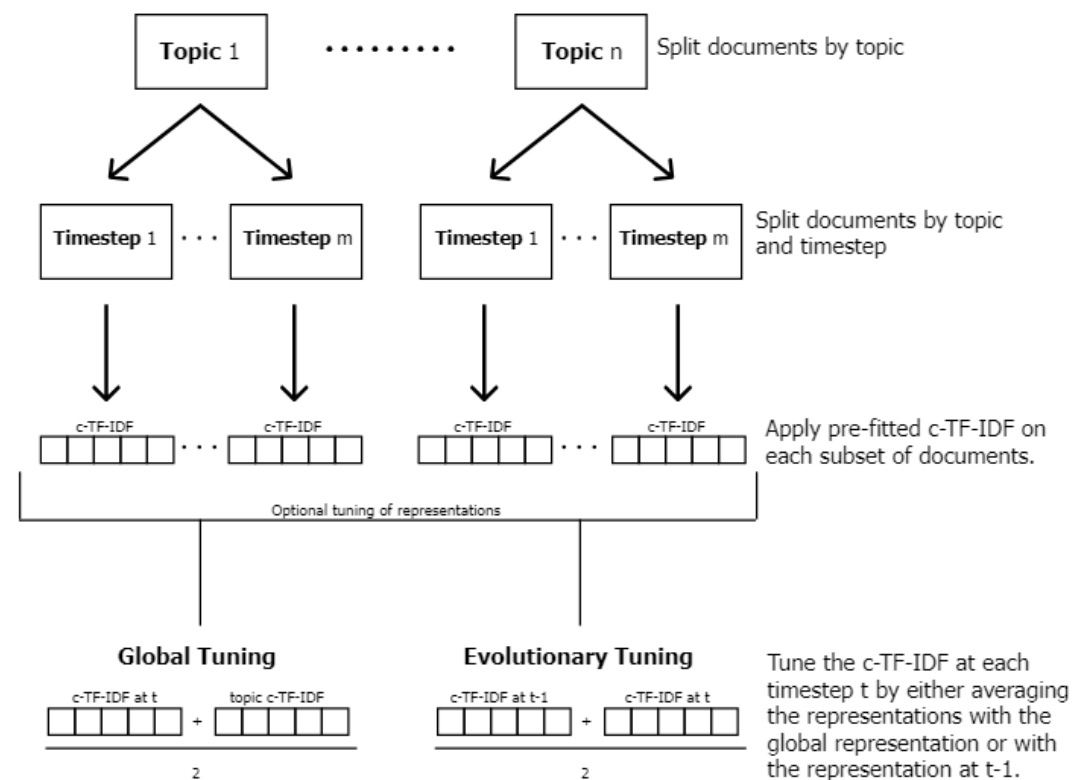 Topic 1
Topic n
Split documents by topic
Timestep 1
Timestep m
Timestep 1
Timestep m
Split documents by topic
and timestep
c-TF-IDF
c-TF-IDF
c-TF-IDF
c-TF-IDF
Apply pre-fitted c-TF-IDF on
each subset of documents.
Optional tuning of representations
Global Tuning
c-TF-IDF at t
+
topic c-TF-IDF
2
Evolutionary Tuning
c-TF-IDF at t-1
+
c-TF-IDF at t
2
Tune the c-TF-IDF at each
timestep t by either averaging
the representations with the
global representation or with
the representation at t-1.